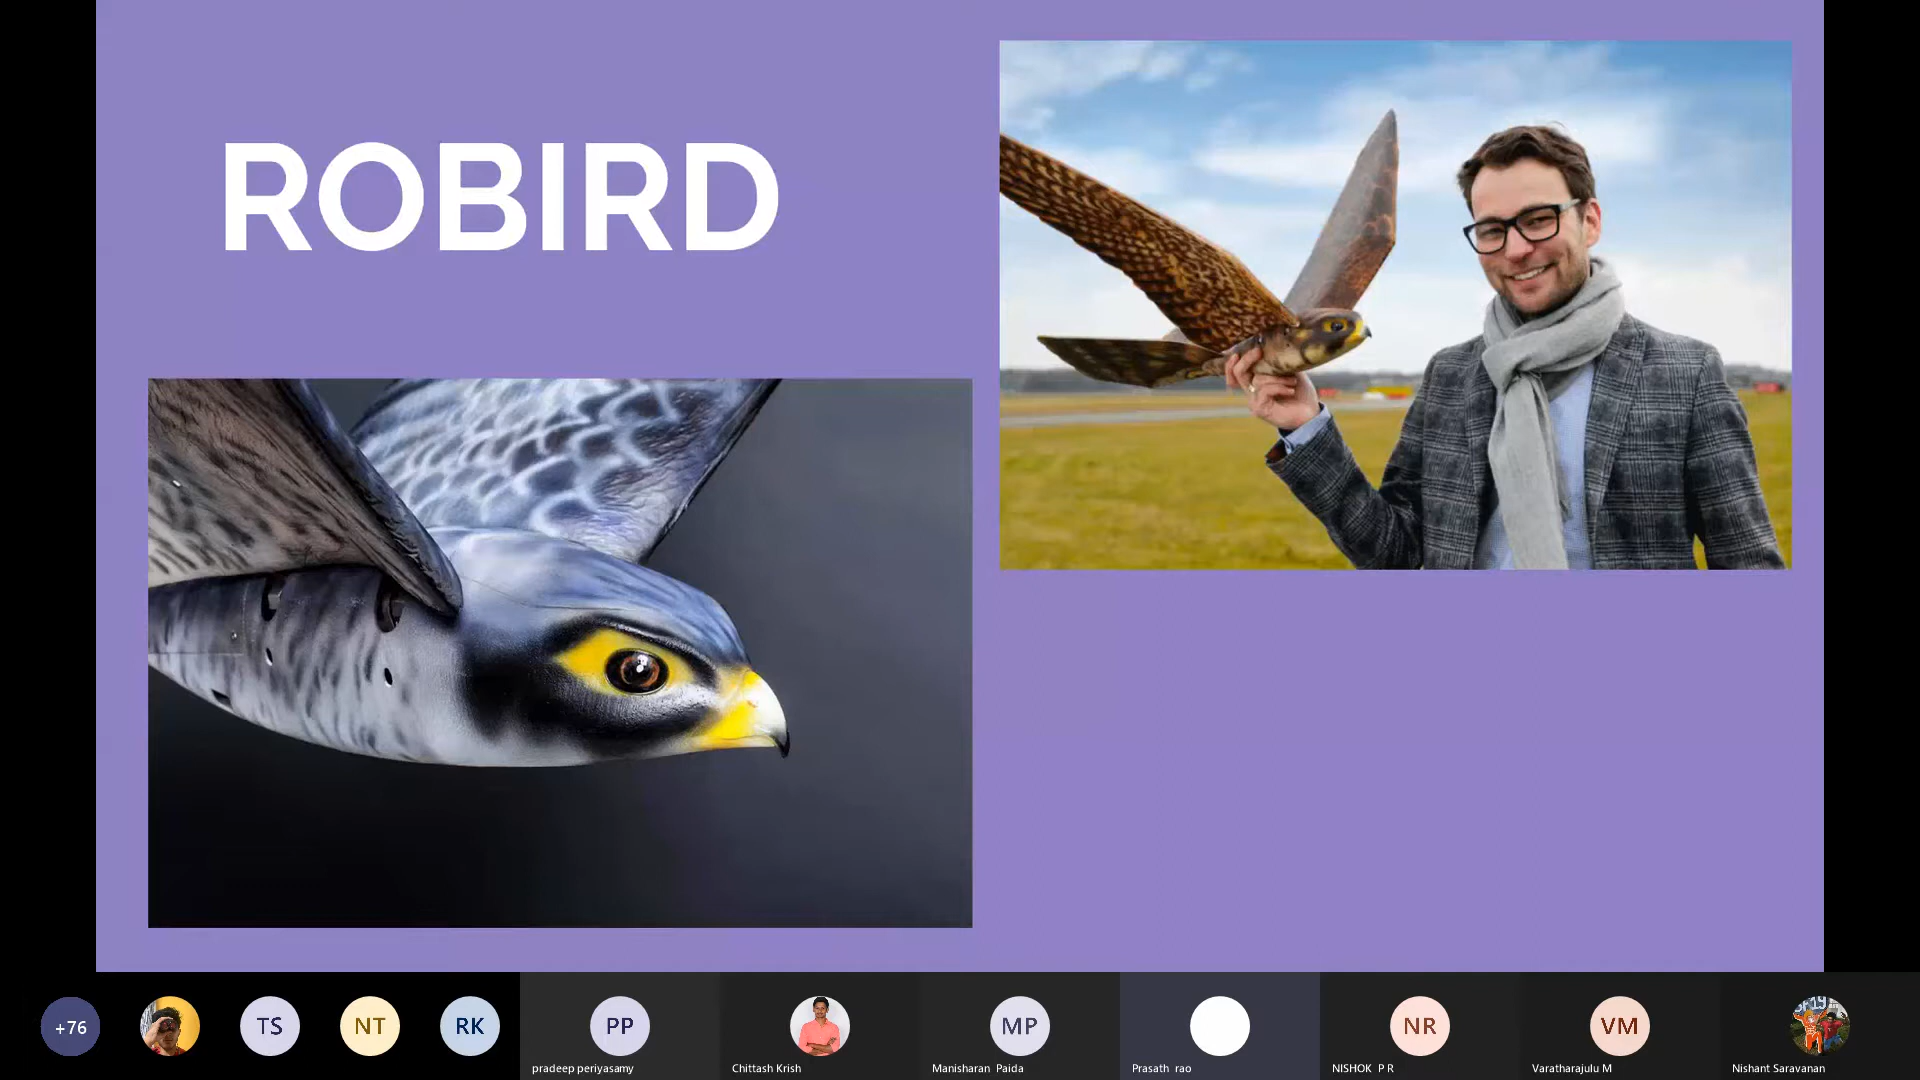 ROBIRD
+76
TS
NT
RK
PP
MP
NR
VM
pradeep periyasamy
Chittash Krish
Manisharan Paida
Prasath rao
NISHOK P R
Varatharajulu M
Nishant Saravanan